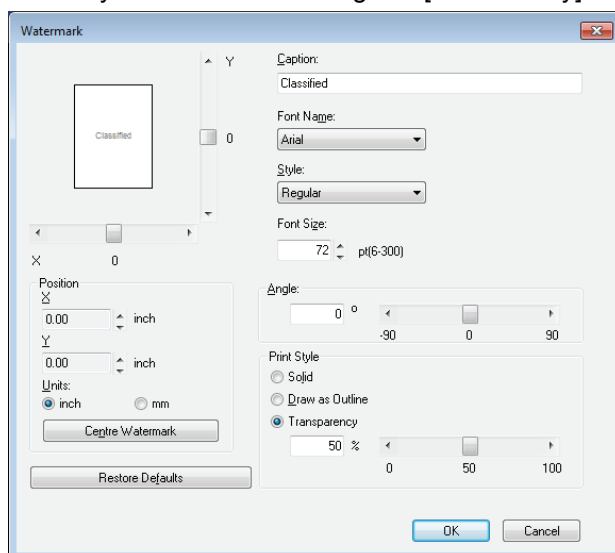 Watermark
Y
Classified
0
X 0
Position
X
0.00 inch
Y
0.00 inch
Units:
inch mm
Centre Watermark
Restore Defaults
Caption:
Classified
Font Name:
Arial
Style:
Regular
Font Size:
72 pt(6-300)
Angle:
0 °
-90 0 90
Print Style
Solid
Draw as Outline
Transparency
50 %
0 50 100
OK Cancel